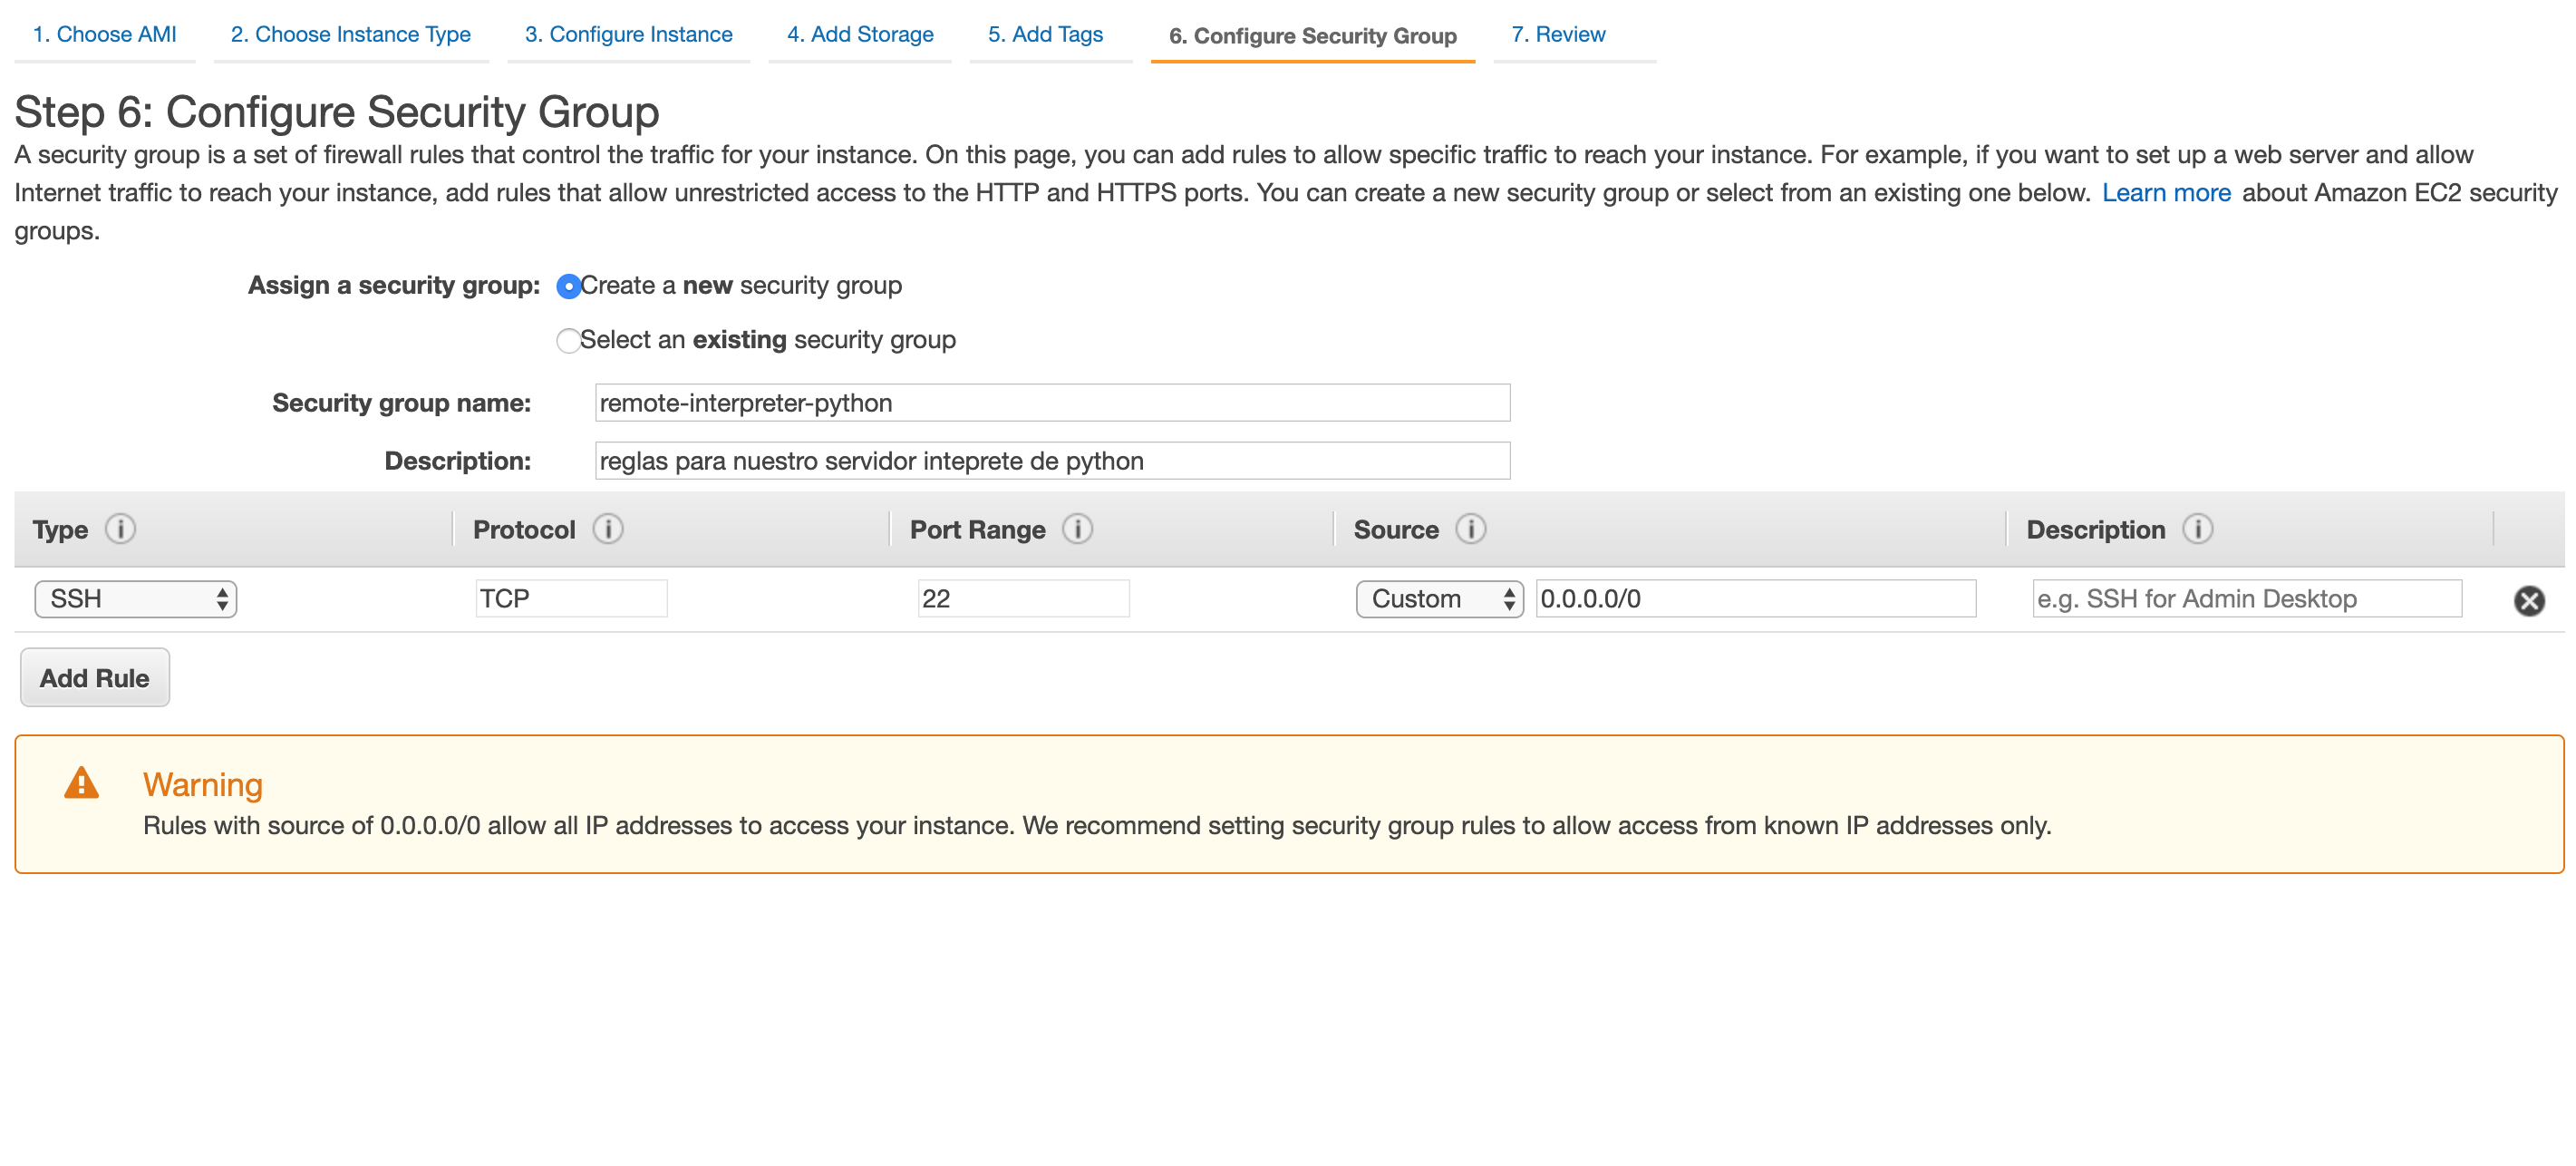 1. Choose AMI 2. Choose Instance Type 3. Configure Instance 4. Add Storage 5. Add Tags 6. Configure Security Group 7. Review
Step 6: Configure Security Group
A security group is a set of firewall rules that control the traffic for your instance. On this page, you can add rules to allow specific traffic to reach your instance. For example, if you want to set up a web server and allow
Internet traffic to reach your instance, add rules that allow unrestricted access to the HTTP and HTTPS ports. You can create a new security group or select from an existing one below. Learn more about Amazon EC2 security
groups.
Assign a security group: Create a new security group
Select an existing security group
Security group name: remote-interpreter-python
Description: reglas para nuestro servidor inteprete de python
Type i Protocol i Port Range i Source i Description i
SSH TCP 22 Custom 0.0.0.0/0 e.g. SSH for Admin Desktop
Add Rule
Warning
Rules with source of 0.0.0.0/0 allow all IP addresses to access your instance. We recommend setting security group rules to allow access from known IP addresses only.